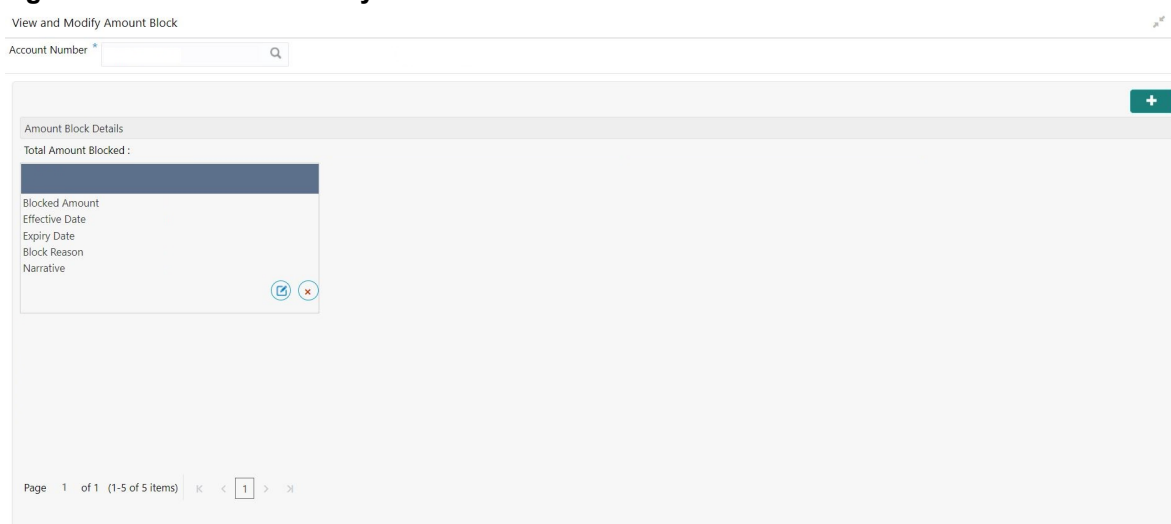 View and Modify Amount Block
Account Number *
Amount Block Details
Total Amount Blocked :
Blocked Amount
Effective Date
Expiry Date
Block Reason
Narrative
Page 1 of 1 (1-5 of 5 items) K < 1 > >|